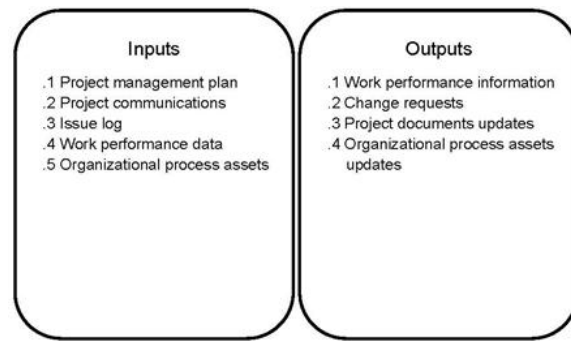 Inputs
.1 Project management plan
.2 Project communications
.3 Issue log
.4 Work performance data
.5 Organizational process assets
Outputs
.1 Work performance information
.2 Change requests
.3 Project documents updates
.4 Organizational process assets
updates